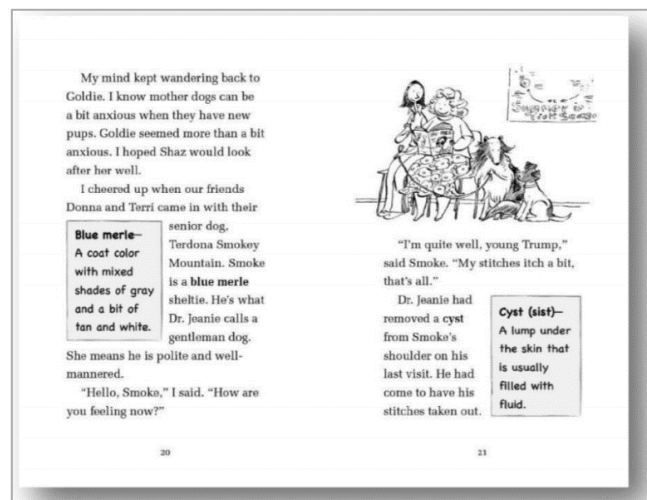 My mind kept wandering back to
Goldie. I know mother dogs can be
a bit anxious when they have new
pups. Goldie seemed more than a bit
anxious. I hoped Shaz would look
after her well.
I cheered up when our friends
Donna and Terri came in with their
senior dog,
Terdona Smokey
Mountain. Smoke
is a blue merle
sheltie. He's what
Dr. Jeanie calls a
gentleman dog.
She means he is polite and well-
mannered.
"Hello, Smoke," I said. "How are
you feeling now?"
Blue merle—
A coat color
with mixed
shades of gray
and a bit of
tan and white.
20
"I'm quite well, young Trump,"
said Smoke. "My stitches itch a bit,
that's all."
Dr. Jeanie had
removed a cyst
from Smoke's
shoulder on his
last visit. He had
come to have his
stitches taken out.
Cyst (sist)—
A lump under
the skin that
is usually
filled with
fluid.
21